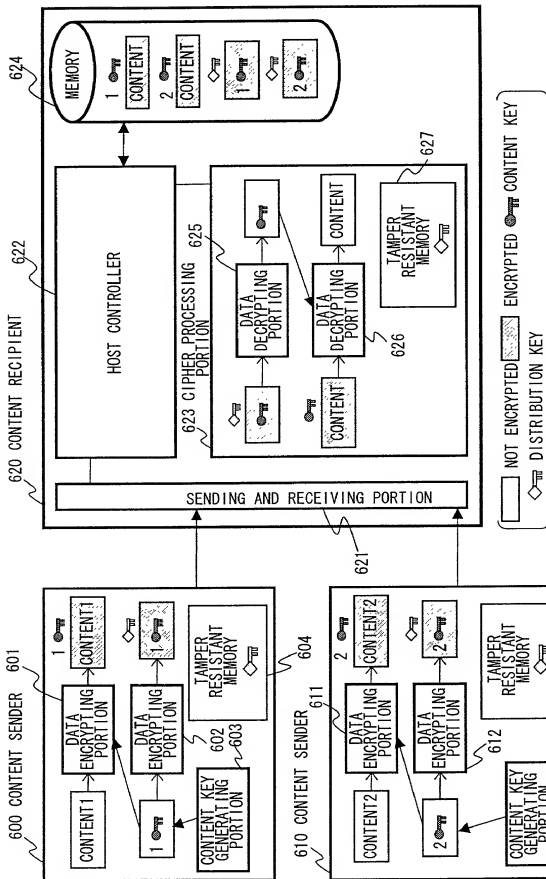 600 CONTENT SENDER
601
CONTENT1
DATA
ENCRYPTING
PORTION
1
CONTENT1
1
DATA
ENCRYPTING
PORTION
1
602
603
CONTENT KEY
GENERATING
PORTION
TAMPER
RESISTANT
MEMORY
604
610 CONTENT SENDER
611
CONTENT2
DATA
ENCRYPTING
PORTION
2
CONTENT2
2
DATA
ENCRYPTING
PORTION
2
612
CONTENT KEY
GENERATING
PORTION
TAMPER
RESISTANT
MEMORY
620 CONTENT RECIPIENT
622
HOST CONTROLLER
SENDING AND RECEIVING PORTION
621
623 CIPHER PROCESSING
PORTION
625
DATA
DECRYPTING
PORTION
CONTENT
DATA
DECRYPTING
PORTION
CONTENT
626
TAMPER
RESISTANT
MEMORY
627
624
MEMORY
1
CONTENT
2
CONTENT
1
2
NOT ENCRYPTED
ENCRYPTED
CONTENT KEY
DISTRIBUTION KEY